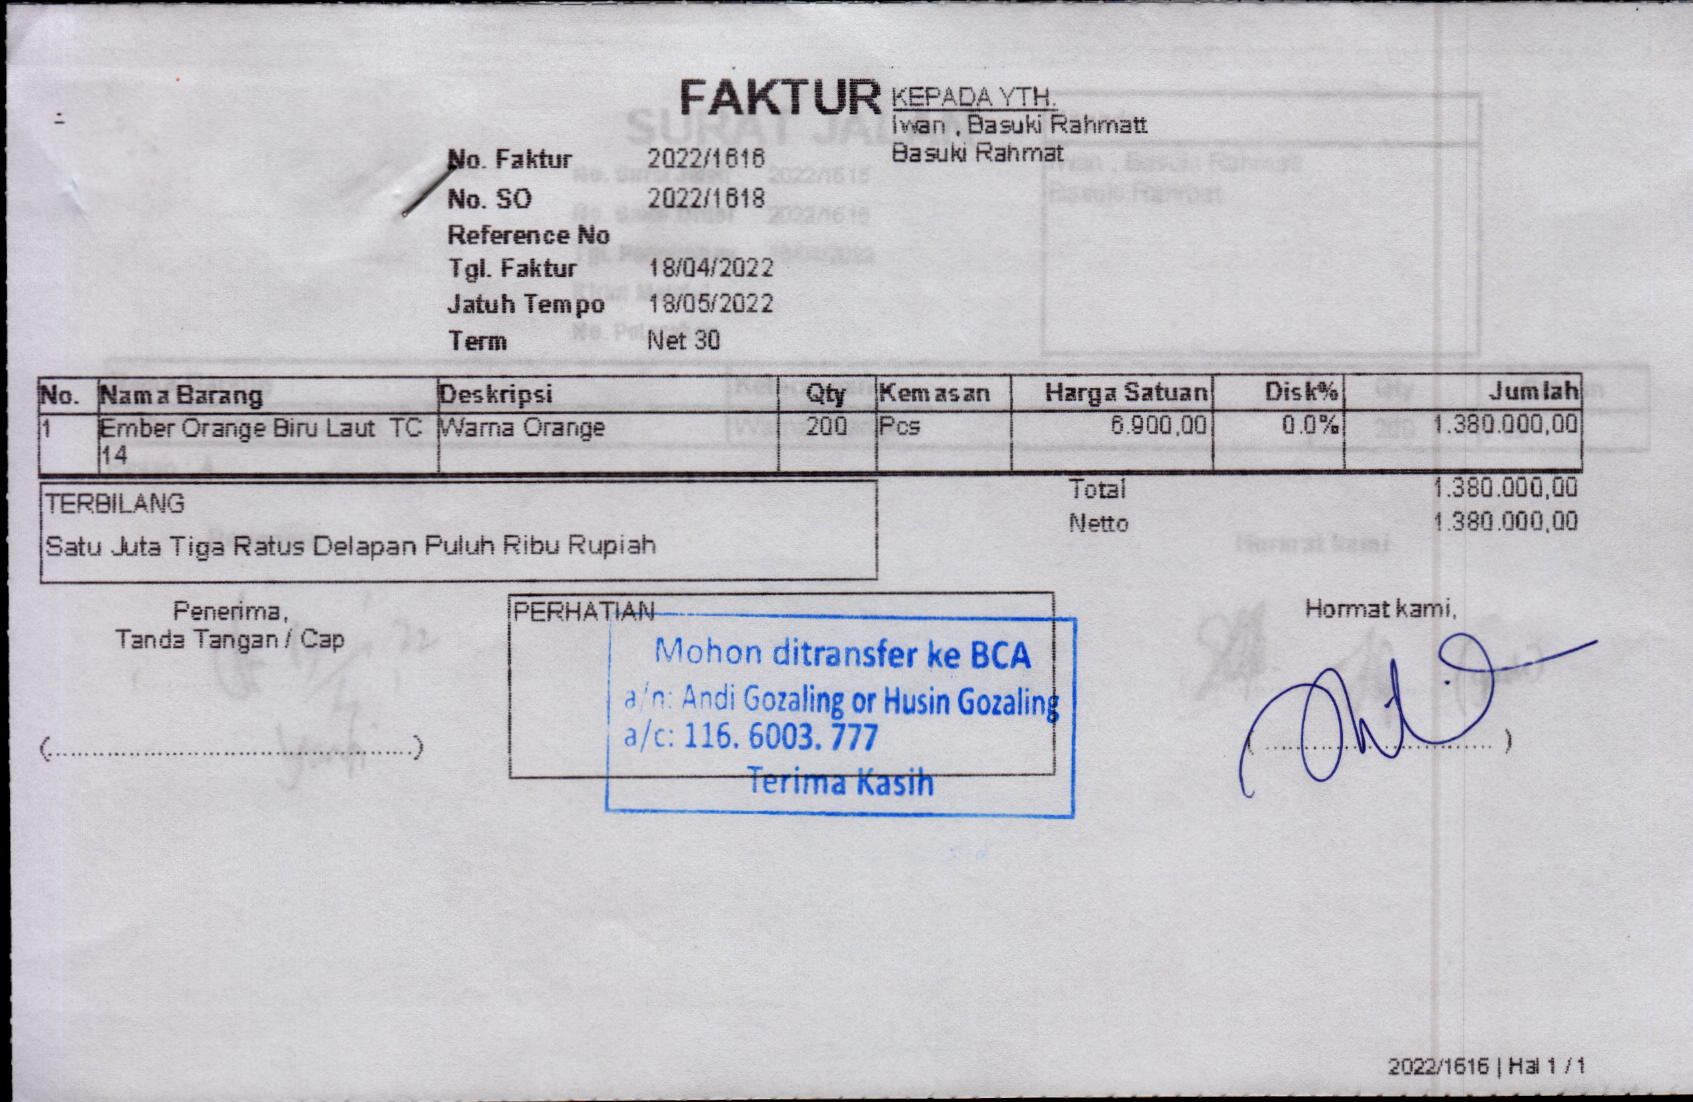 FAKTUR
KEPADA YTH.
Iwan , Basuki Rahmatt
Basuki Rahmat
No. Faktur 2022/1616
No. SO 2022/1618
Reference No
Tgl. Faktur 18/04/2022
Jatuh Tempo 18/05/2022
Term Net 30
No. Nama Barang Deskripsi Qty Kemasan Harga Satuan Disk% Jumlah
1 Ember Orange Biru Laut TC Warna Orange 200 Pcs 6.900,00 0.0% 1.380.000,00
14
Total 1.380.000,00
Netto 1.380.000,00
TERBILANG
Satu Juta Tiga Ratus Delapan Puluh Ribu Rupiah
Penerima,
Tanda Tangan / Cap
(...........................................................)
PERHATIAN
Mohon ditransfer ke BCA
a/n: Andi Gozaling or Husin Gozaling
a/c: 116. 6003. 777
Terima Kasih
Hormat kami,
2022/1616 | Hal 1 / 1